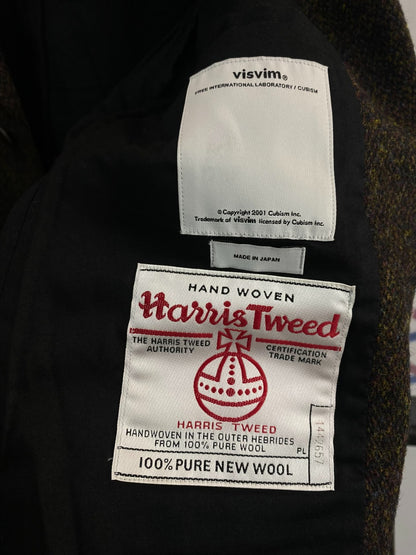 visvim®
FREE INTERNATIONAL LABORATORY / CUBISM
© Copyright 2001 Cubism Inc.
Trademark of visvim licensed by Cubism Inc.
MADE IN JAPAN
HAND WOVEN
Harris Tweed
THE HARRIS TWEED AUTHORITY
CERTIFICATION TRADE MARK
HARRIS TWEED
HANDWOVEN IN THE OUTER HEBRIDES
FROM 100% PURE WOOL
PL
100% PURE NEW WOOL